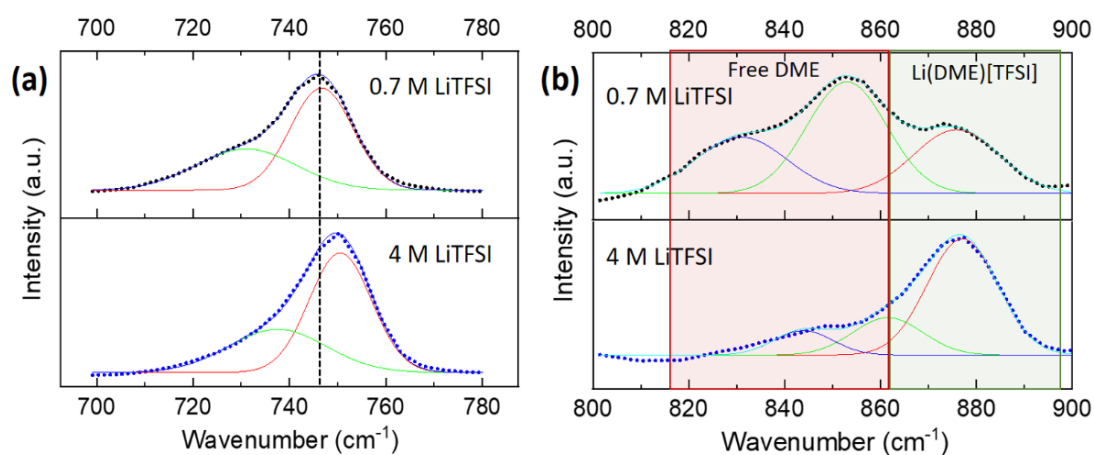 700 720 740 760 780
(a)
0.7 M LiTFSI
4 M LiTFSI
Intensity (a.u.)
700 720 740 760 780
Wavenumber (cm⁻¹)
800 820 840 860 880 900
(b)
Free DME
Li(DME)[TFSI]
0.7 M LiTFSI
4 M LiTFSI
Intensity (a.u.)
800 820 840 860 880 900
Wavenumber (cm⁻¹)